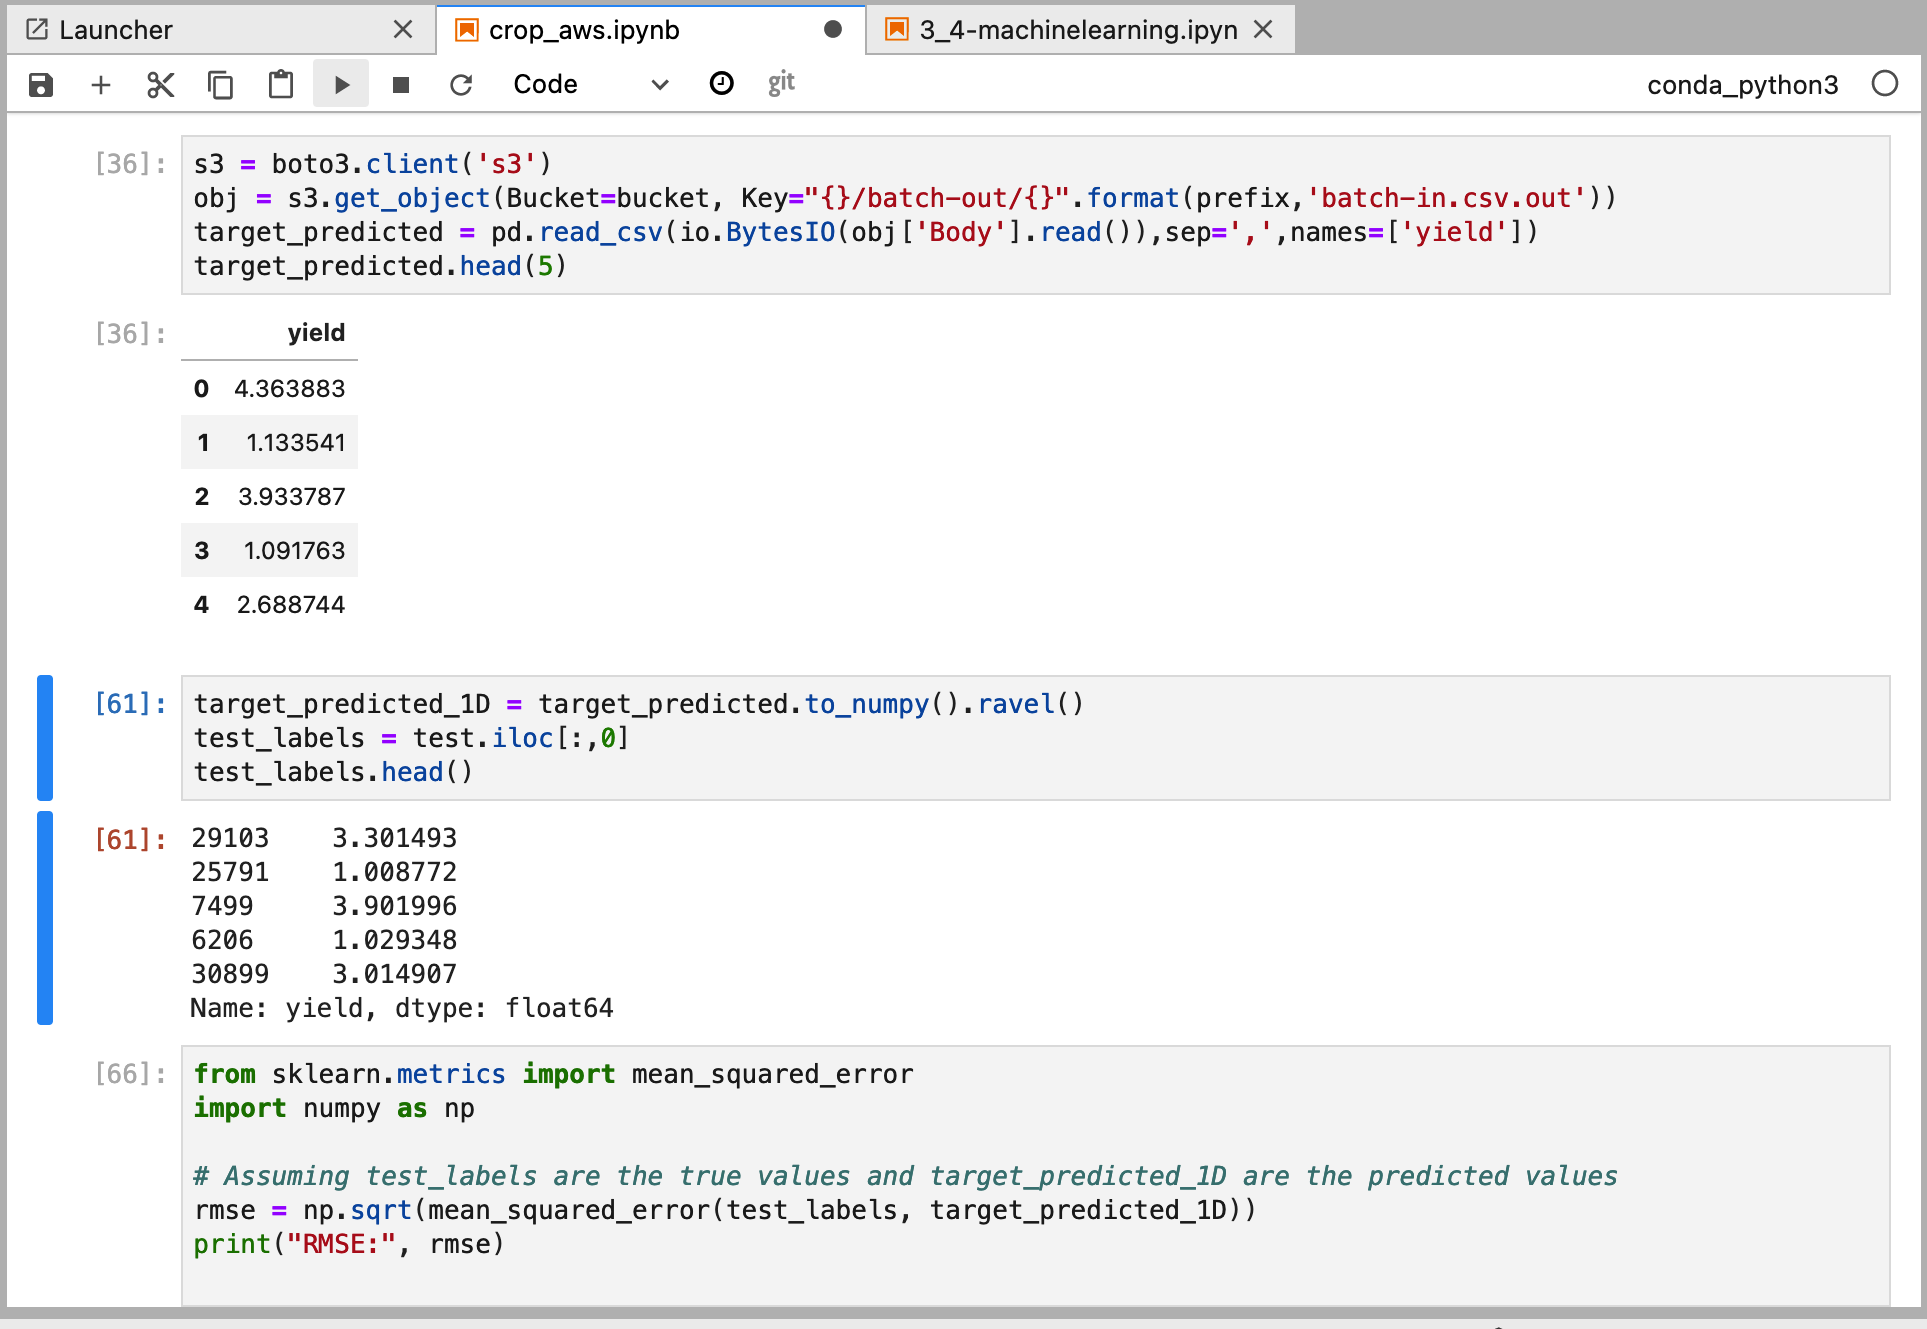 Launcher
crop_aws.ipynb
3_4-machinelearning.ipyn
Code
git
conda_python3
[36]:
s3 = boto3.client('s3')
obj = s3.get_object(Bucket=bucket, Key="{}/batch-out/{}".format(prefix,'batch-in.csv.out'))
target_predicted = pd.read_csv(io.BytesIO(obj['Body'].read()),sep=',',names=['yield'])
target_predicted.head(5)
[36]:
yield
0 4.363883
1 1.133541
2 3.933787
3 1.091763
4 2.688744
[61]:
target_predicted_1D = target_predicted.to_numpy().ravel()
test_labels = test.iloc[:,0]
test_labels.head()
[61]:
29103    3.301493
25791    1.008772
7499     3.901996
6206     1.029348
30899    3.014907
Name: yield, dtype: float64
[66]:
from sklearn.metrics import mean_squared_error
import numpy as np
# Assuming test_labels are the true values and target_predicted_1D are the predicted values
rmse = np.sqrt(mean_squared_error(test_labels, target_predicted_1D))
print("RMSE:", rmse)